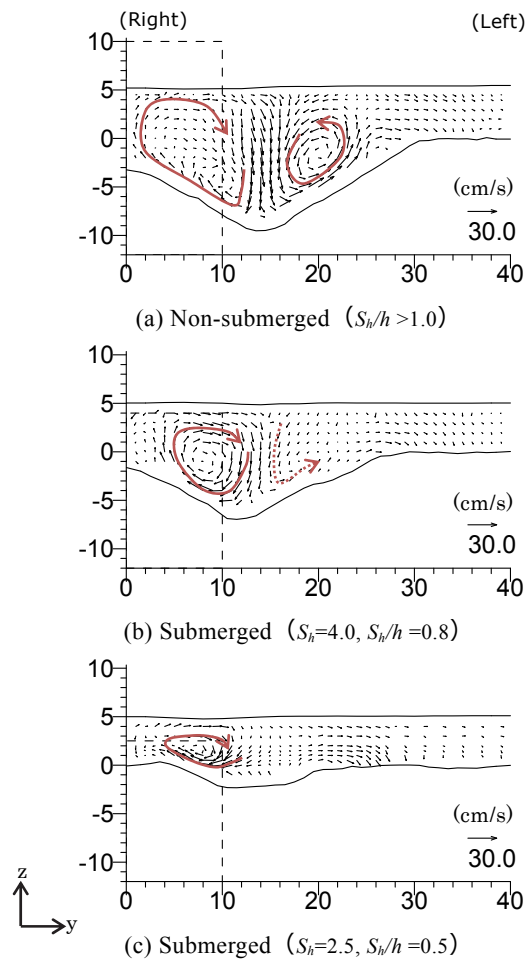 (Right) (Left)
10
5
0
-5
-10
(cm/s)
30.0
0 10 20 30 40
(a) Non-submerged （Sₕ/h >1.0）
10
5
0
-5
-10
(cm/s)
30.0
0 10 20 30 40
(b) Submerged （Sₕ=4.0, Sₕ/h =0.8）
10
5
0
-5
-10
(cm/s)
30.0
0 10 20 30 40
z
y
(c) Submerged （Sₕ=2.5, Sₕ/h =0.5）